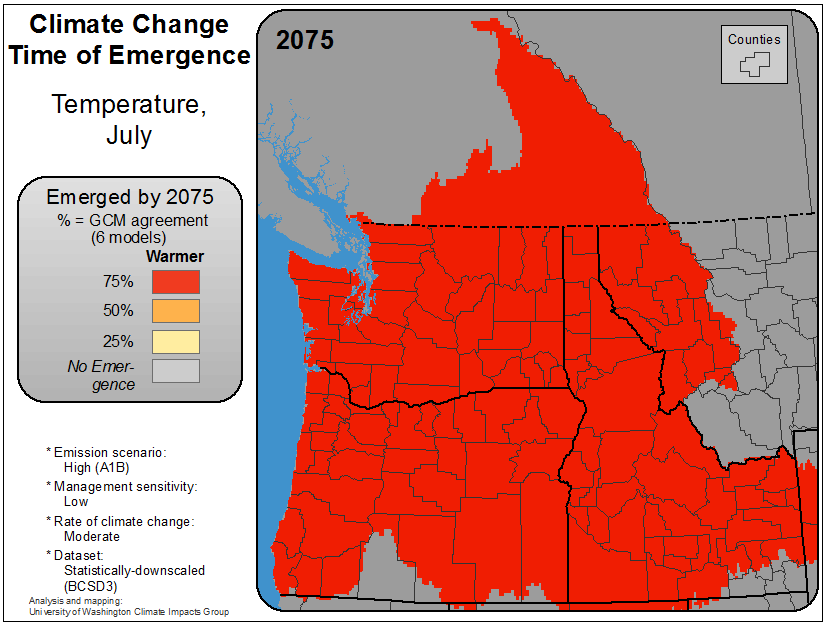 Climate Change
Time of Emergence
Temperature,
July
Emerged by 2075
% = GCM agreement
(6 models)
Warmer
75%
50%
25%
No Emer-
gence
* Emission scenario:
High (A1B)
* Management sensitivity:
Low
* Rate of climate change:
Moderate
* Dataset:
Statistically-downscaled
(BCSD3)
Analysis and mapping:
University of Washington Climate Impacts Group
2075
Counties